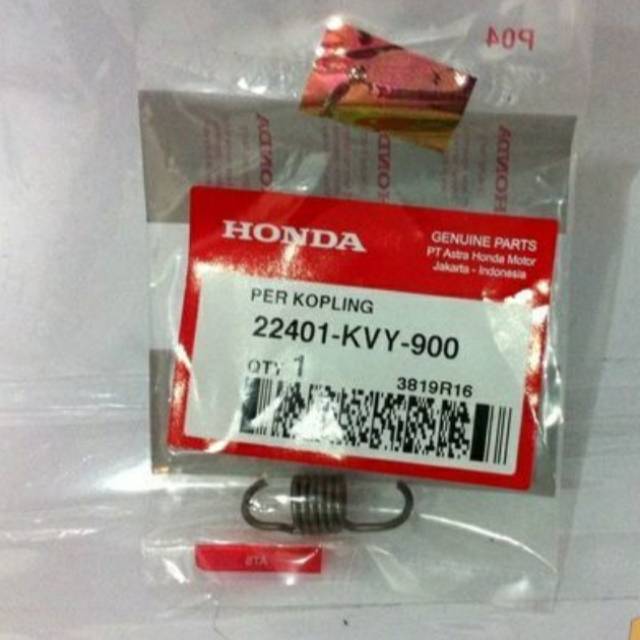 P04
HONDA
GENUINE PARTS
PT Astra Honda Motor
Jakarta - Indonesia
PER KOPLING
22401-KVY-900
QTY 1
3819R16